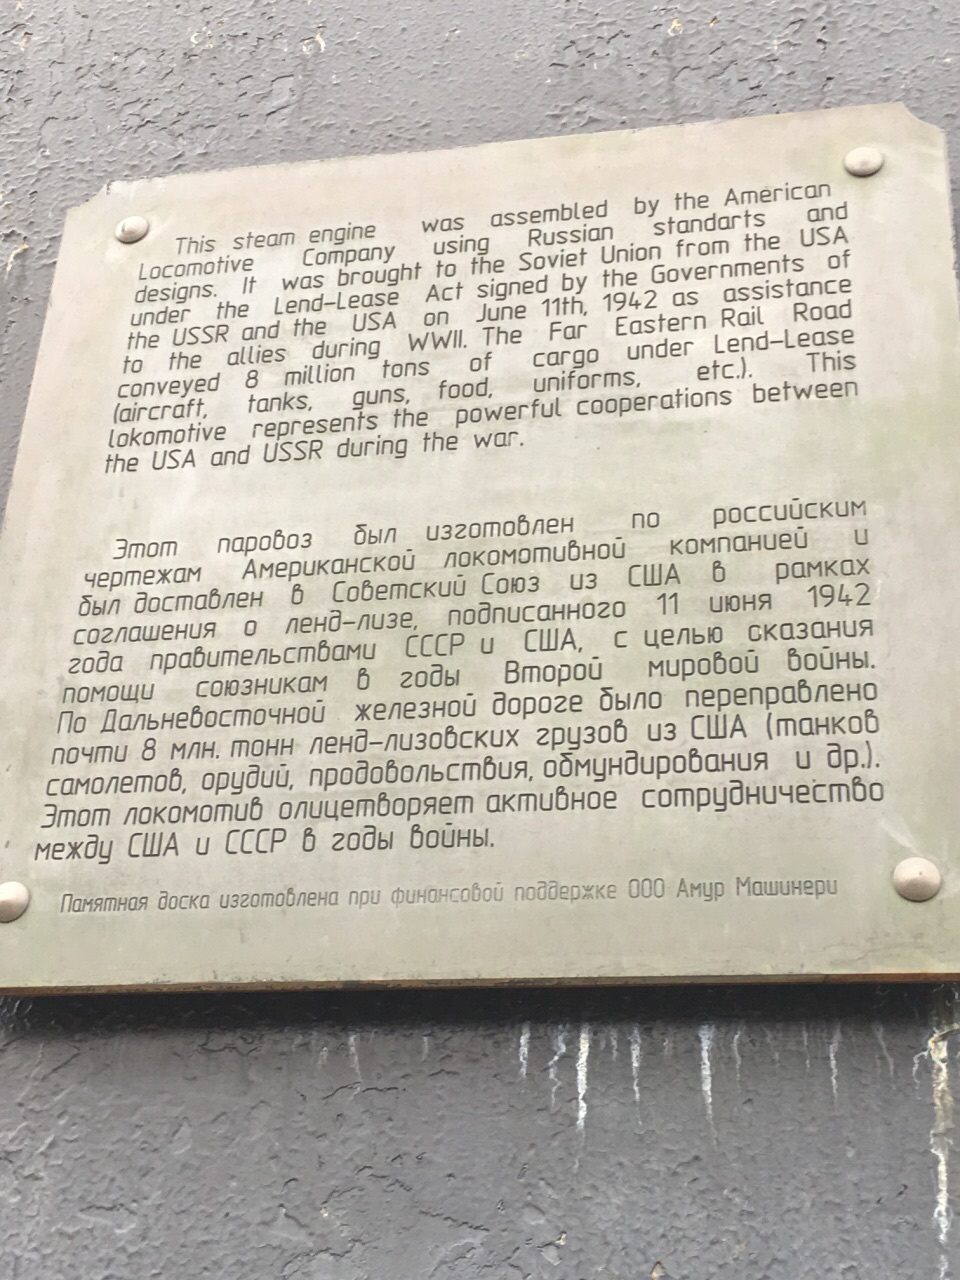 This steam engine was assembled by the American
Locomotive Company using Russian standarts and
designs. It was brought to the Soviet Union from the USA
under the Lend-Lease Act signed by the Governments of
the USSR and the USA on June 11th, 1942 as assistance
to the allies during WWII. The Far Eastern Rail Road
conveyed 8 million tons of cargo under Lend-Lease
(aircraft, tanks, guns, food, uniforms, etc.). This
lokomotive represents the powerful cooperations between
the USA and USSR during the war.
Этот паровоз был изготовлен по российским
чертежам Американской локомотивной компанией и
был доставлен в Советский Союз из США в рамках
соглашения о ленд-лизе, подписанного 11 июня 1942
года правительствами СССР и США, с целью оказания
помощи союзникам в годы Второй мировой войны.
По Дальневосточной железной дороге было переправлено
почти 8 млн. тонн ленд-лизовских грузов из США (танков
самолетов, орудий, продовольствия, обмундирования и др.).
Этот локомотив олицетворяет активное сотрудничество
между США и СССР в годы войны.
Памятная доска изготовлена при финансовой поддержке ООО Амур Машинери